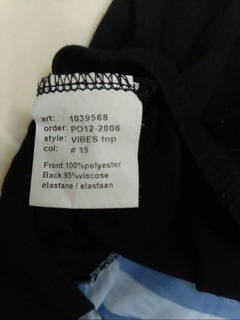 art: 1039568
order: PO12-2806
style: VIBES top
col: # 15
Front:100%polyester
Back:95%viscose
elastane / elastaan